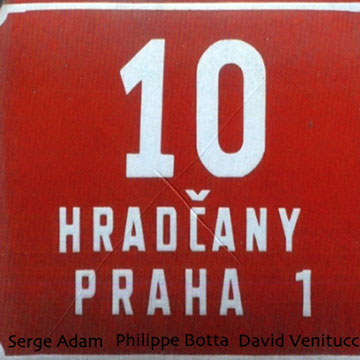 10
HRADČANY
PRAHA 1
Serge Adam Philippe Botta David Venitucc